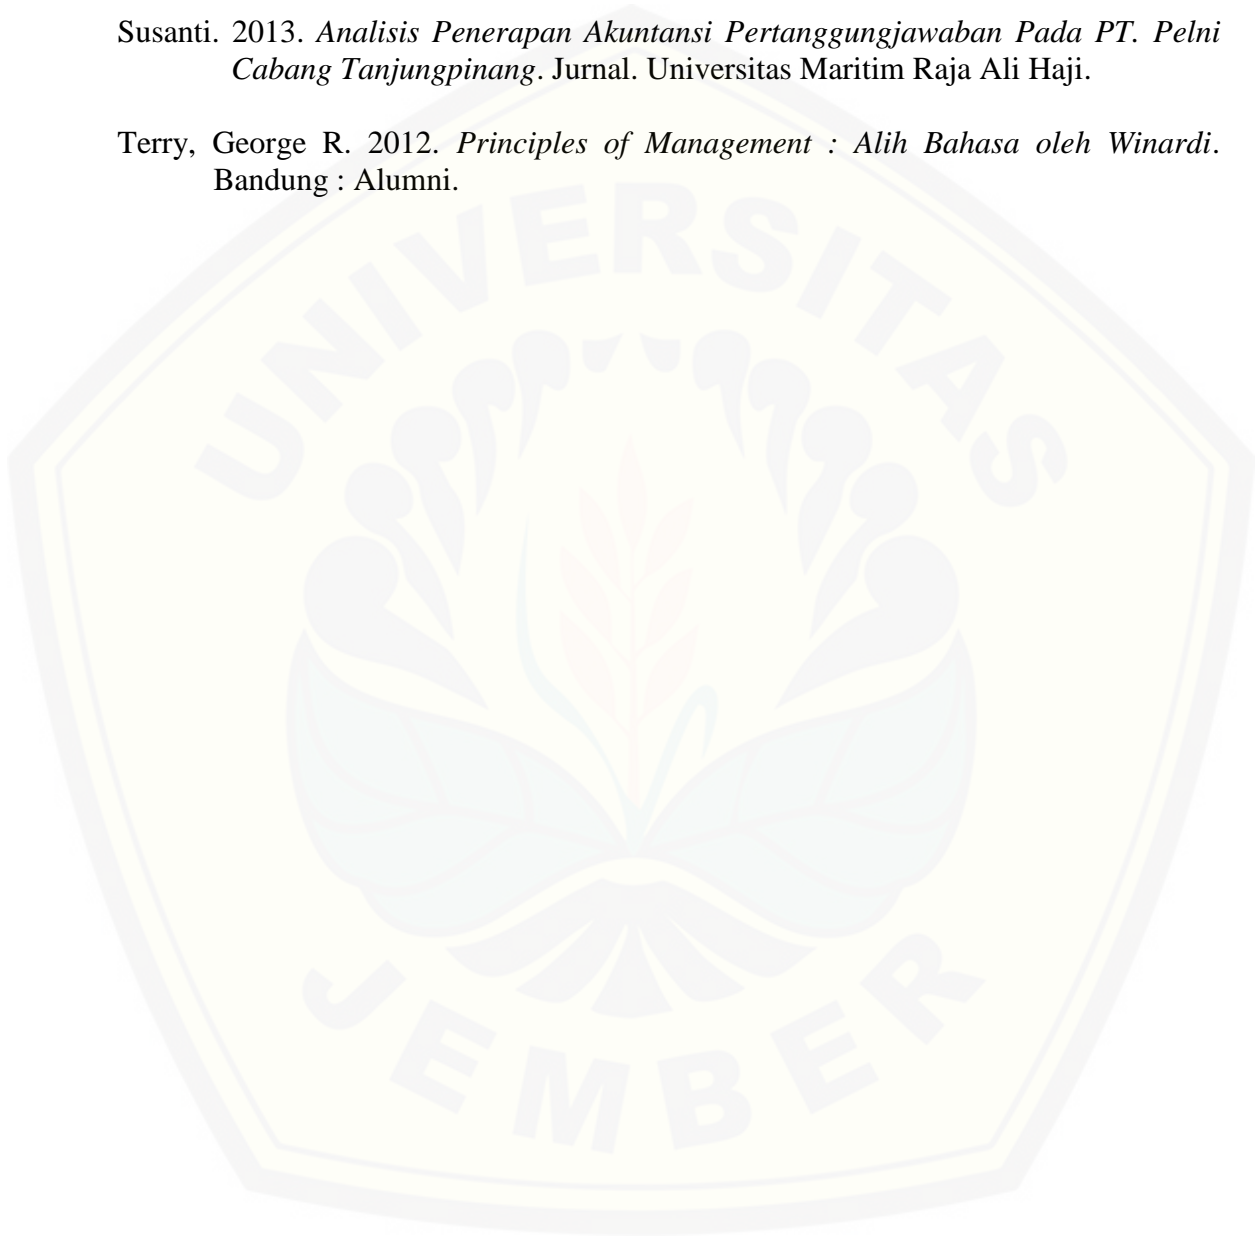 Susanti. 2013. Analisis Penerapan Akuntansi Pertanggungjawaban Pada PT. Pelni
Cabang Tanjungpinang. Jurnal. Universitas Maritim Raja Ali Haji.
Terry, George R. 2012. Principles of Management : Alih Bahasa oleh Winardi.
Bandung : Alumni.
UNIVERSITAS
JEMBER